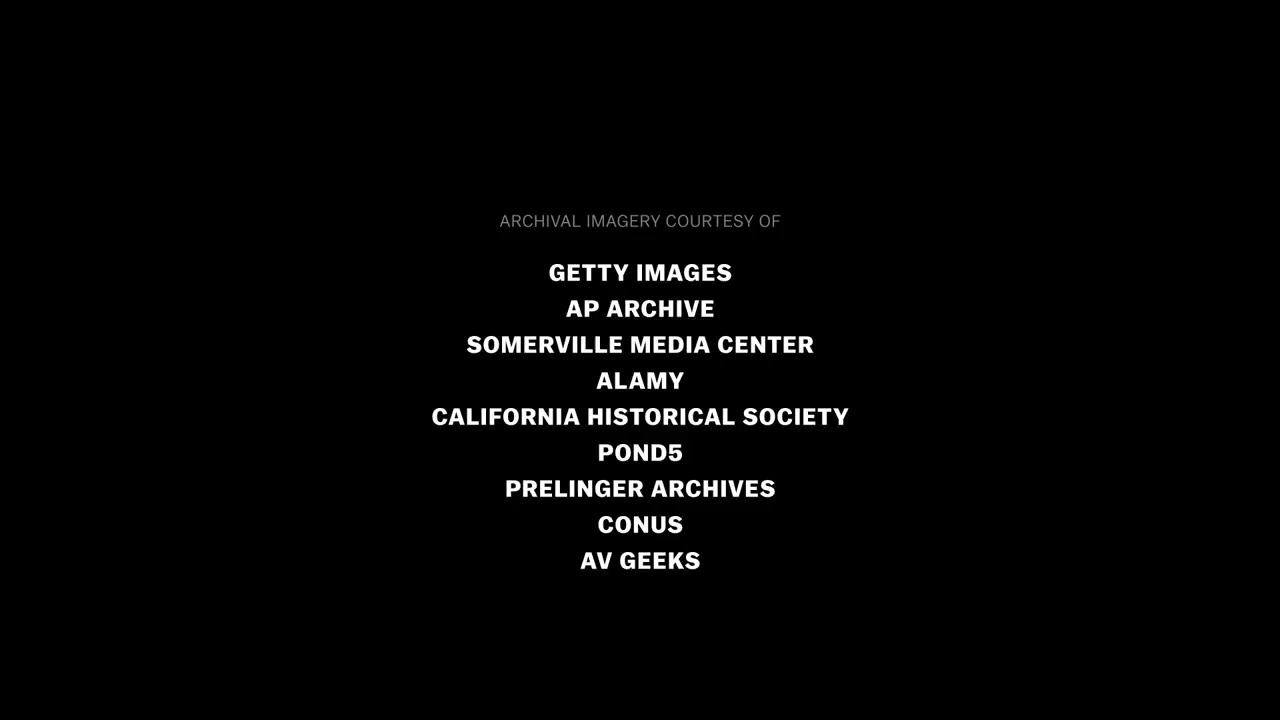 ARCHIVAL IMAGERY COURTESY OF
GETTY IMAGES
AP ARCHIVE
SOMERVILLE MEDIA CENTER
ALAMY
CALIFORNIA HISTORICAL SOCIETY
POND5
PRELINGER ARCHIVES
CONUS
AV GEEKS